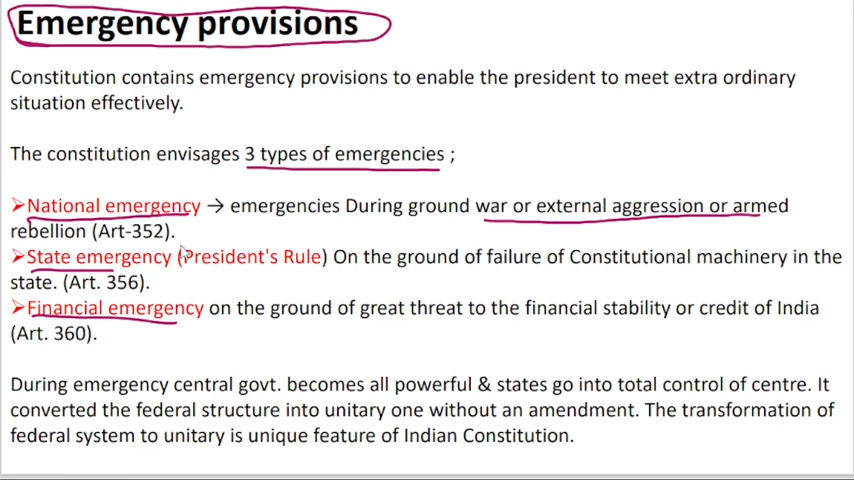 Emergency provisions
Constitution contains emergency provisions to enable the president to meet extra ordinary
situation effectively.
The constitution envisages 3 types of emergencies ;
➢National emergency → emergencies During ground war or external aggression or armed
rebellion (Art-352).
➢State emergency (President's Rule) On the ground of failure of Constitutional machinery in the
state. (Art. 356).
➢Financial emergency on the ground of great threat to the financial stability or credit of India
(Art. 360).
During emergency central govt. becomes all powerful & states go into total control of centre. It
converted the federal structure into unitary one without an amendment. The transformation of
federal system to unitary is unique feature of Indian Constitution.